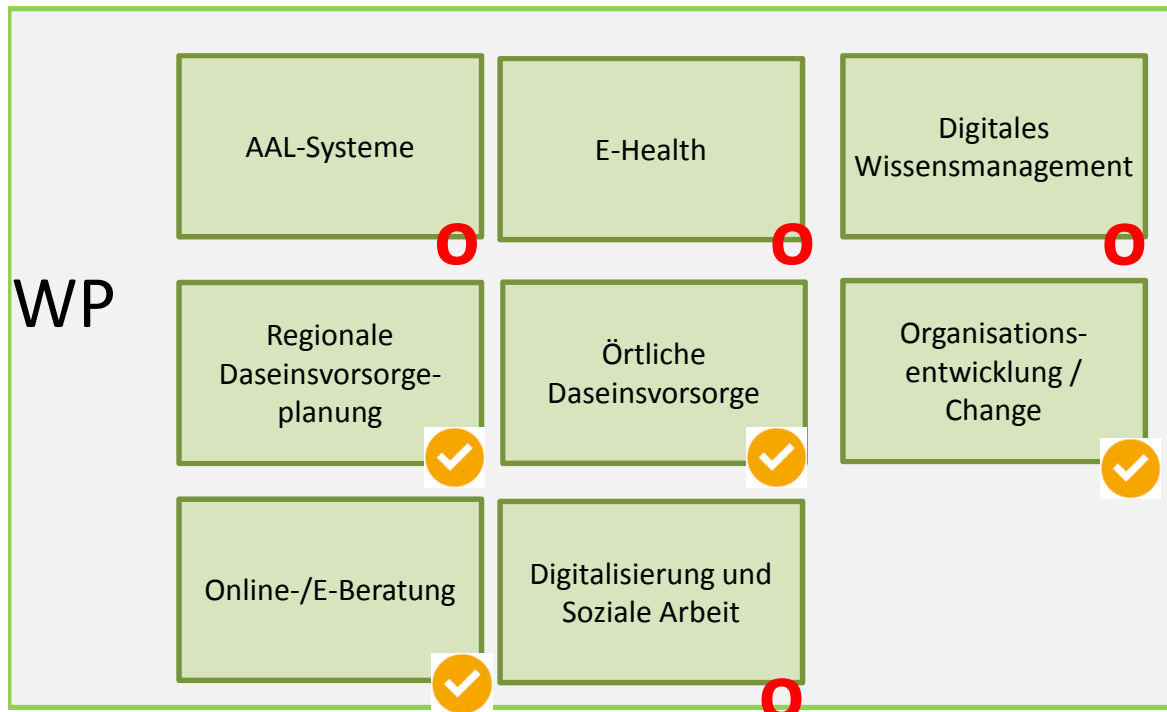 AAL-Systeme
E-Health
Digitales
Wissensmanagement
O
O
O
WP
Regionale
Daseinsvorsorge-
planung
Örtliche
Daseinsvorsorge
Organisations-
entwicklung /
Change
Online-/E-Beratung
Digitalisierung und
Soziale Arbeit
O